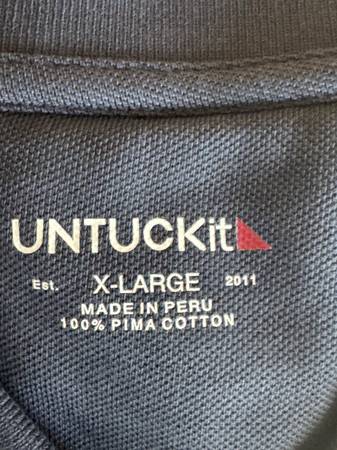 UNTUCKit
Est. X-LARGE 2011
MADE IN PERU
100% PIMA COTTON